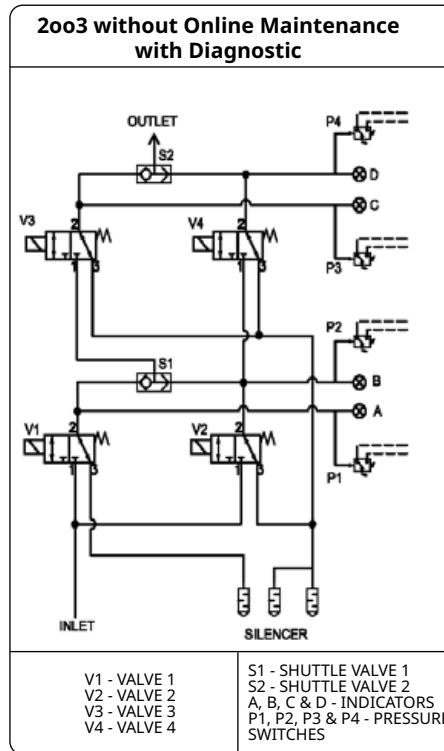 2oo3 without Online Maintenance
with Diagnostic
P4
OUTLET
S2
D
C
V3
2
1
3
V4
2
1
3
P3
P2
S1
B
A
V1
2
1
3
V2
2
1
3
P1
INLET
SILENCER
V1 - VALVE 1
V2 - VALVE 2
V3 - VALVE 3
V4 - VALVE 4
S1 - SHUTTLE VALVE 1
S2 - SHUTTLE VALVE 2
A, B, C & D - INDICATORS
P1, P2, P3 & P4 - PRESSURE
SWITCHES